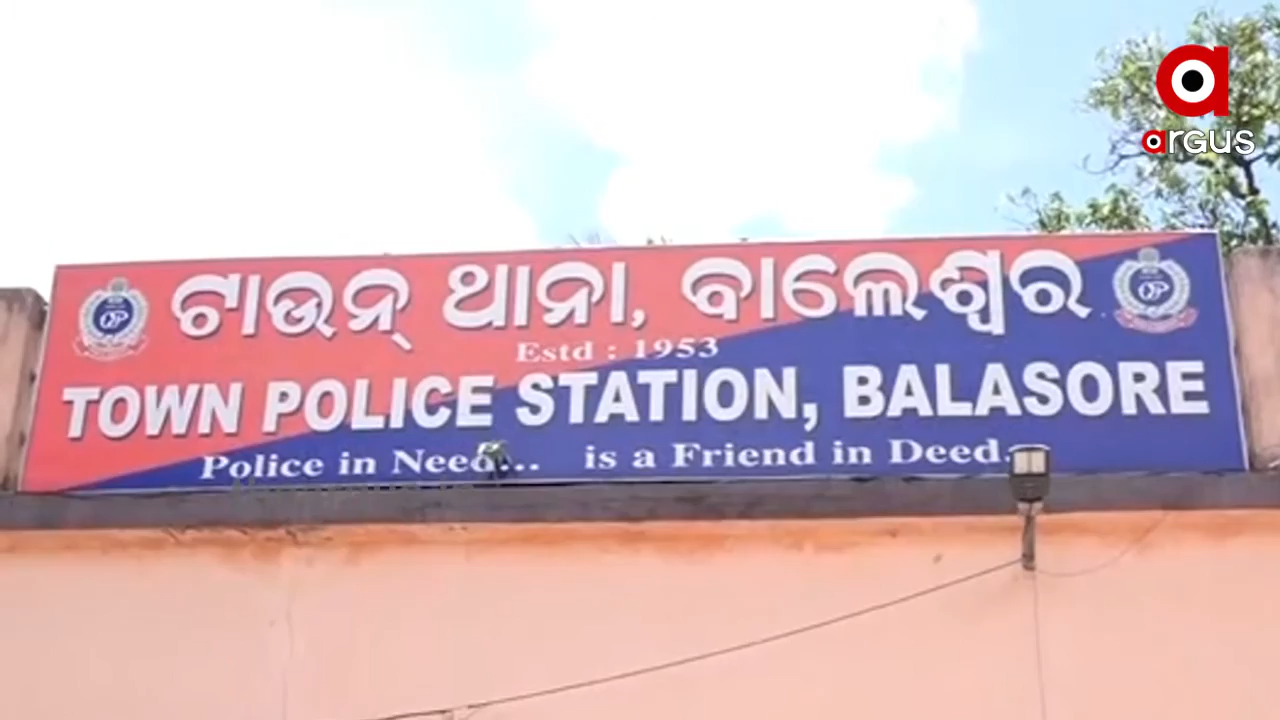 ଟାଉନ୍ ଥାନା, ବାଲେଶ୍ୱର
Estd : 1953
TOWN POLICE STATION, BALASORE
Police in Need... is a Friend in Deed.
a
argus